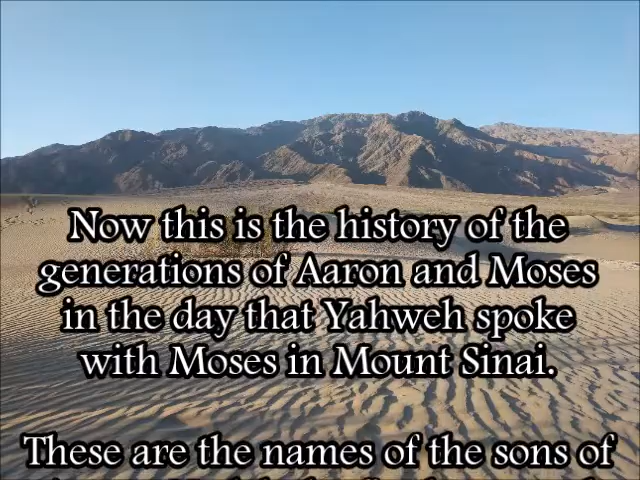 Now this is the history of the
generations of Aaron and Moses
in the day that Yahweh spoke
with Moses in Mount Sinai.
These are the names of the sons of